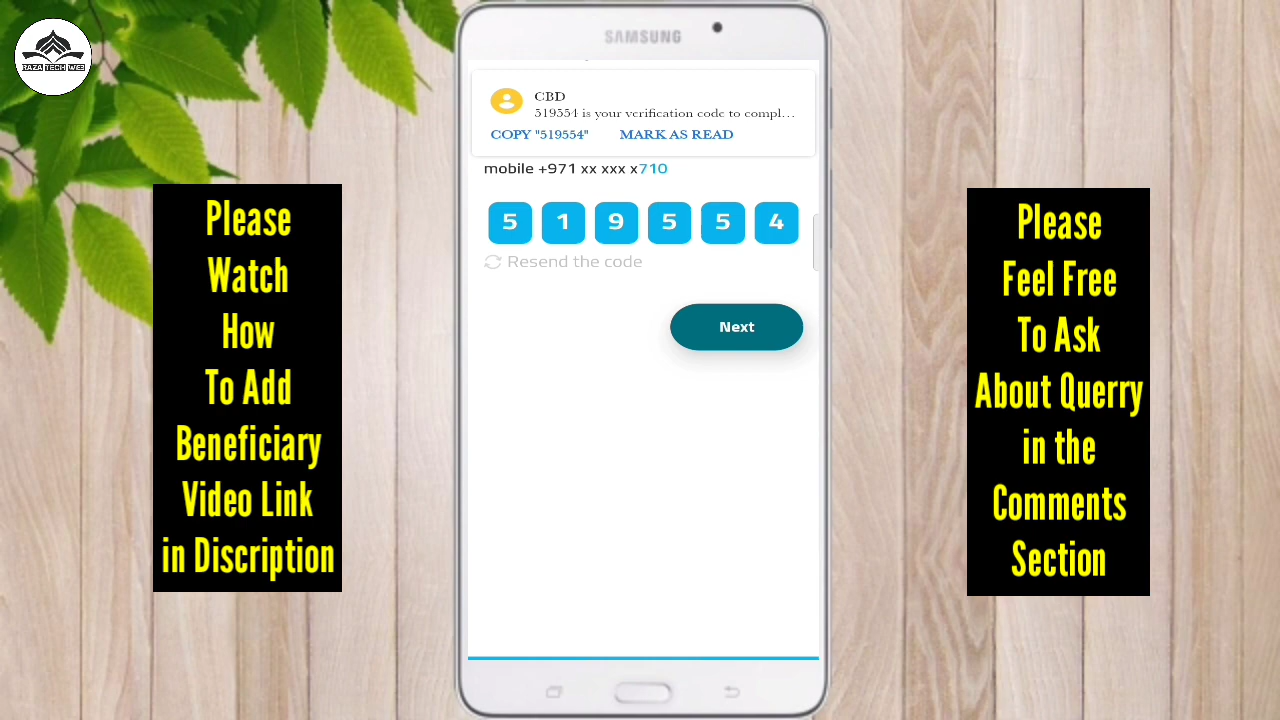 RAZA TECH WEB
Please
Watch
How
To Add
Beneficiary
Video Link
in Discription
SAMSUNG
CBD
519554 is your verification code to compl...
COPY "519554"
MARK AS READ
mobile +971 xx xxx x710
5 1 9 5 5 4
Resend the code
Next
Please
Feel Free
To Ask
About Querry
in the
Comments
Section